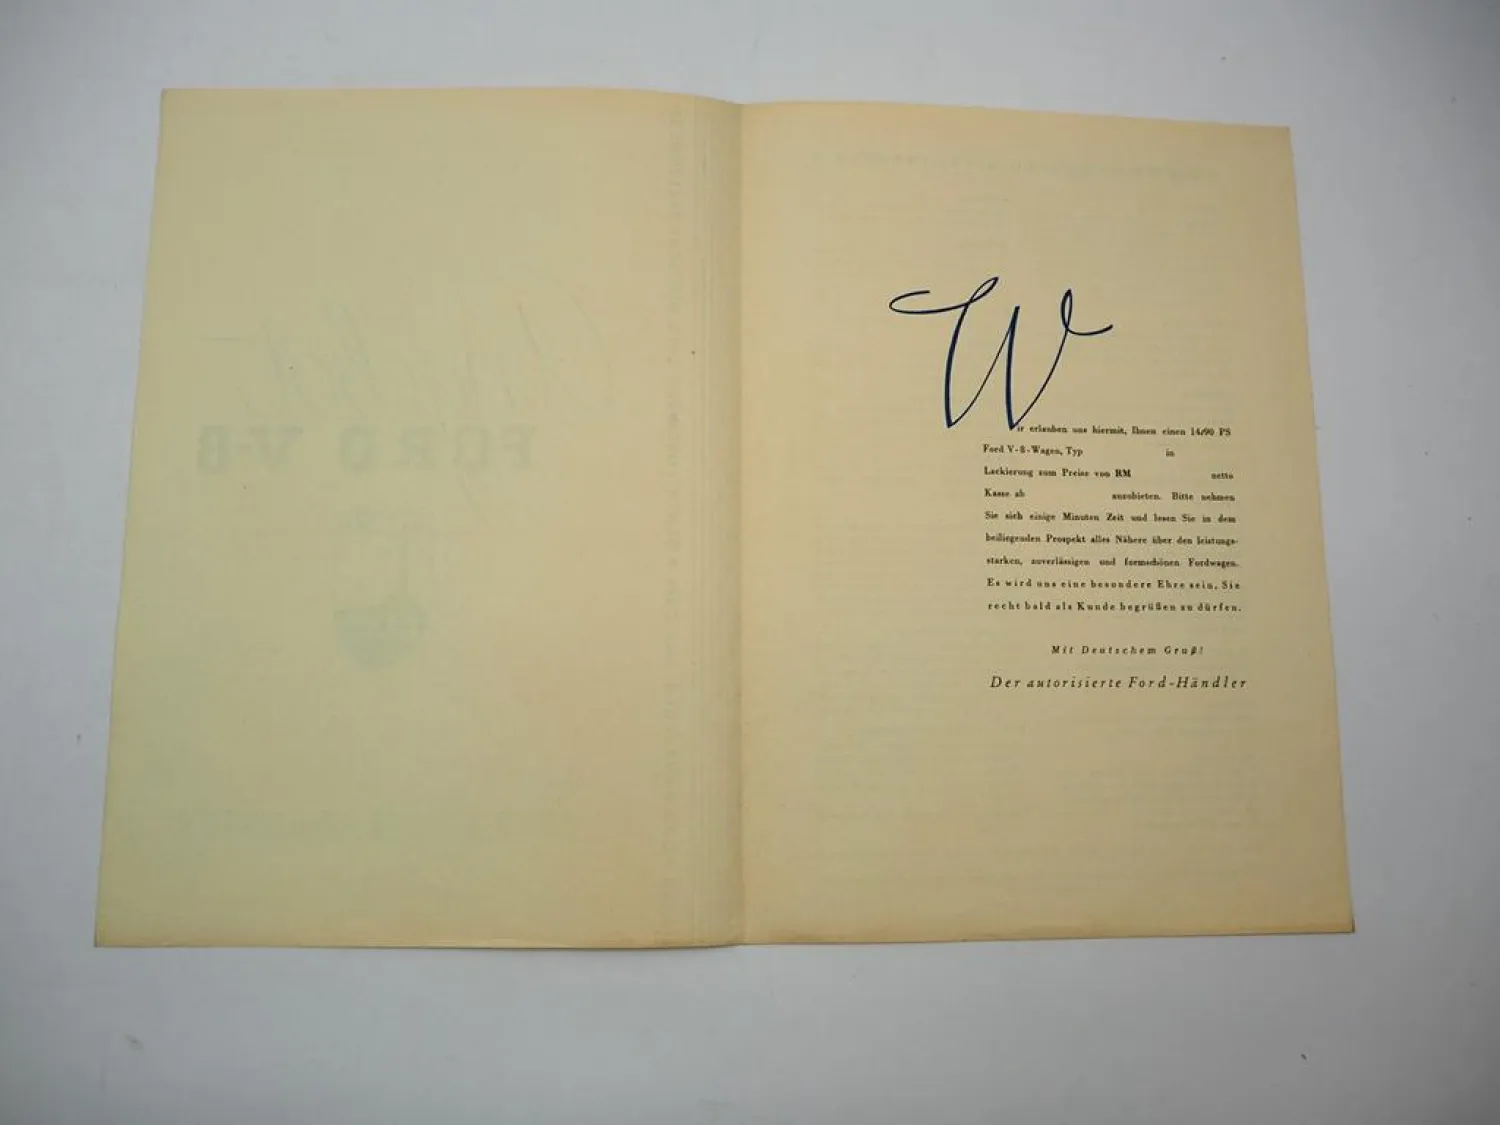 Wir erlauben uns hiermit, Ihnen einen 14/90 PS
Ford V-8-Wagen, Typ in
Lackierung zum Preise von RM netto
Kasse ab anzubieten. Bitte nehmen
Sie sich einige Minuten Zeit und lesen Sie in dem
beiliegenden Prospekt alles Nähere über den leistungs-
starken, zuverlässigen und formschönen Fordwagen.
Es wird uns eine besondere Ehre sein, Sie
recht bald als Kunde begrüßen zu dürfen.
Mit Deutschem Gruß!
Der autorisierte Ford-Händler
FORD V-8